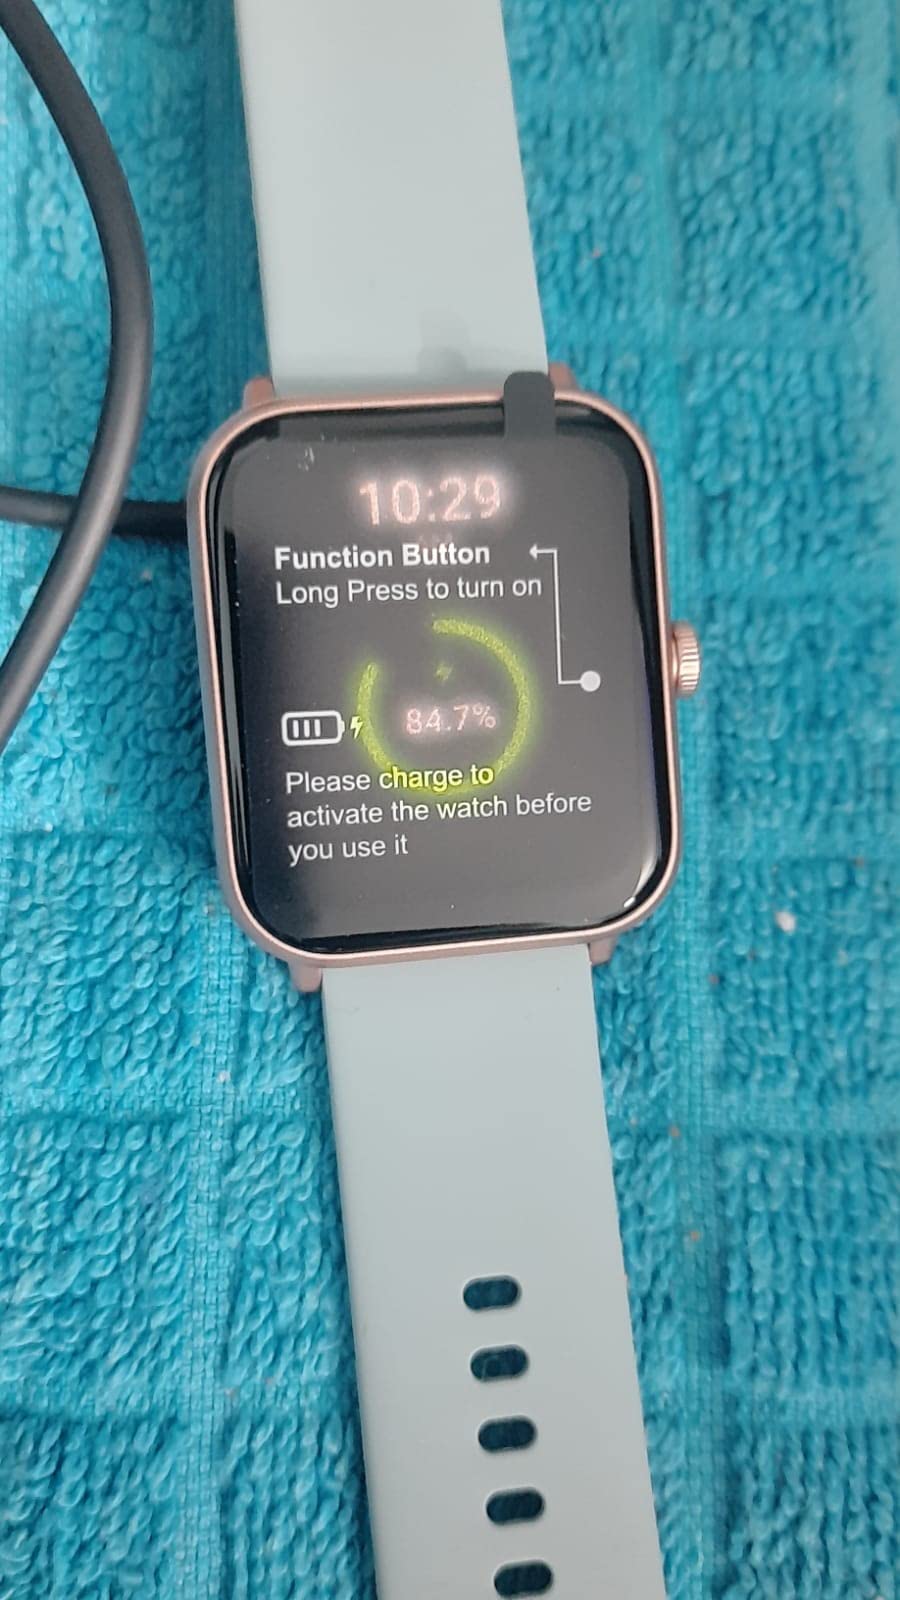 10:29
Function Button
Long Press to turn on
84.7%
Please charge to
activate the watch before
you use it